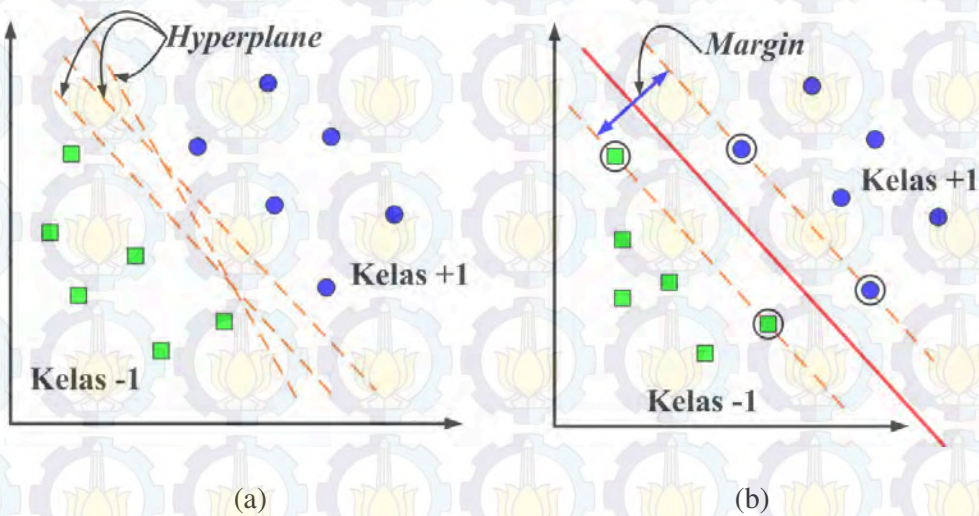 Hyperplane
Kelas +1
Kelas -1
(a)
Margin
Kelas +1
Kelas -1
(b)